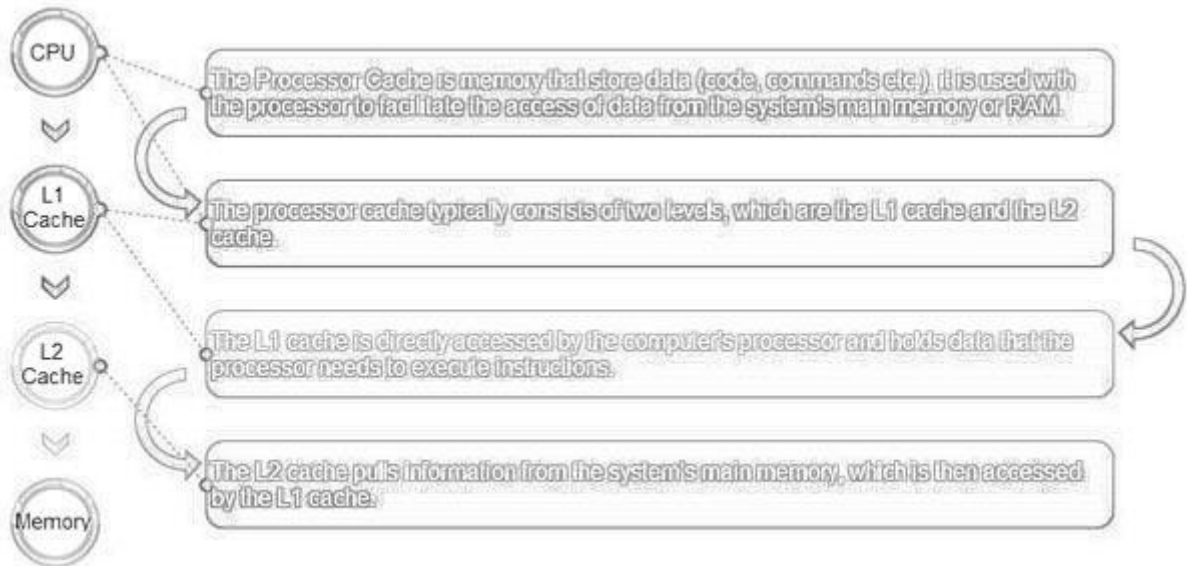 CPU
The Processor Cache is memory that store data (code, commands etc ). It is used with
the processor to facilitate the access of data from the system's main memory or RAM.
L1
Cache
The processor cache typically consists of two levels, which are the L1 cache and the L2
cache.
L2
Cache
The L1 cache is directly accessed by the computer's processor and holds data that the
processor needs to execute instructions.
Memory
The L2 cache pulls information from the system's main memory, which is then accessed
by the L1 cache.